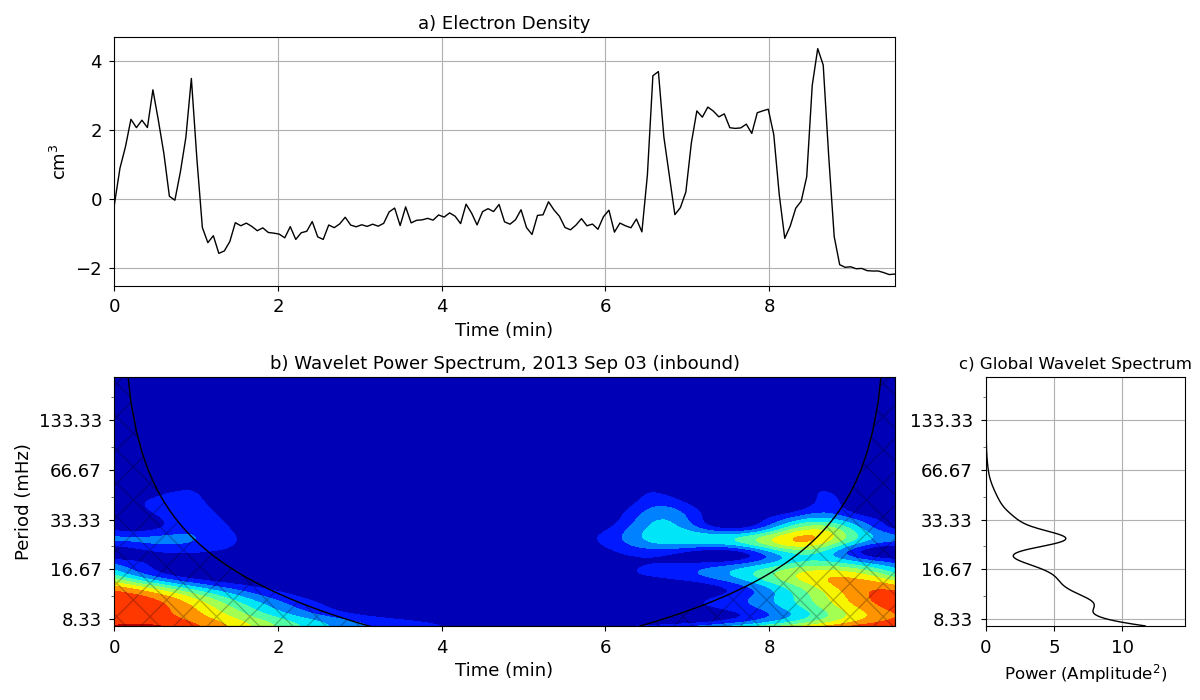 a) Electron Density
4
2
0
−2
cm³
0 2 4 6 8
Time (min)
b) Wavelet Power Spectrum, 2013 Sep 03 (inbound)
133.33
66.67
33.33
16.67
8.33
Period (mHz)
0 2 4 6 8
Time (min)
c) Global Wavelet Spectrum
133.33
66.67
33.33
16.67
8.33
0 5 10
Power (Amplitude²)